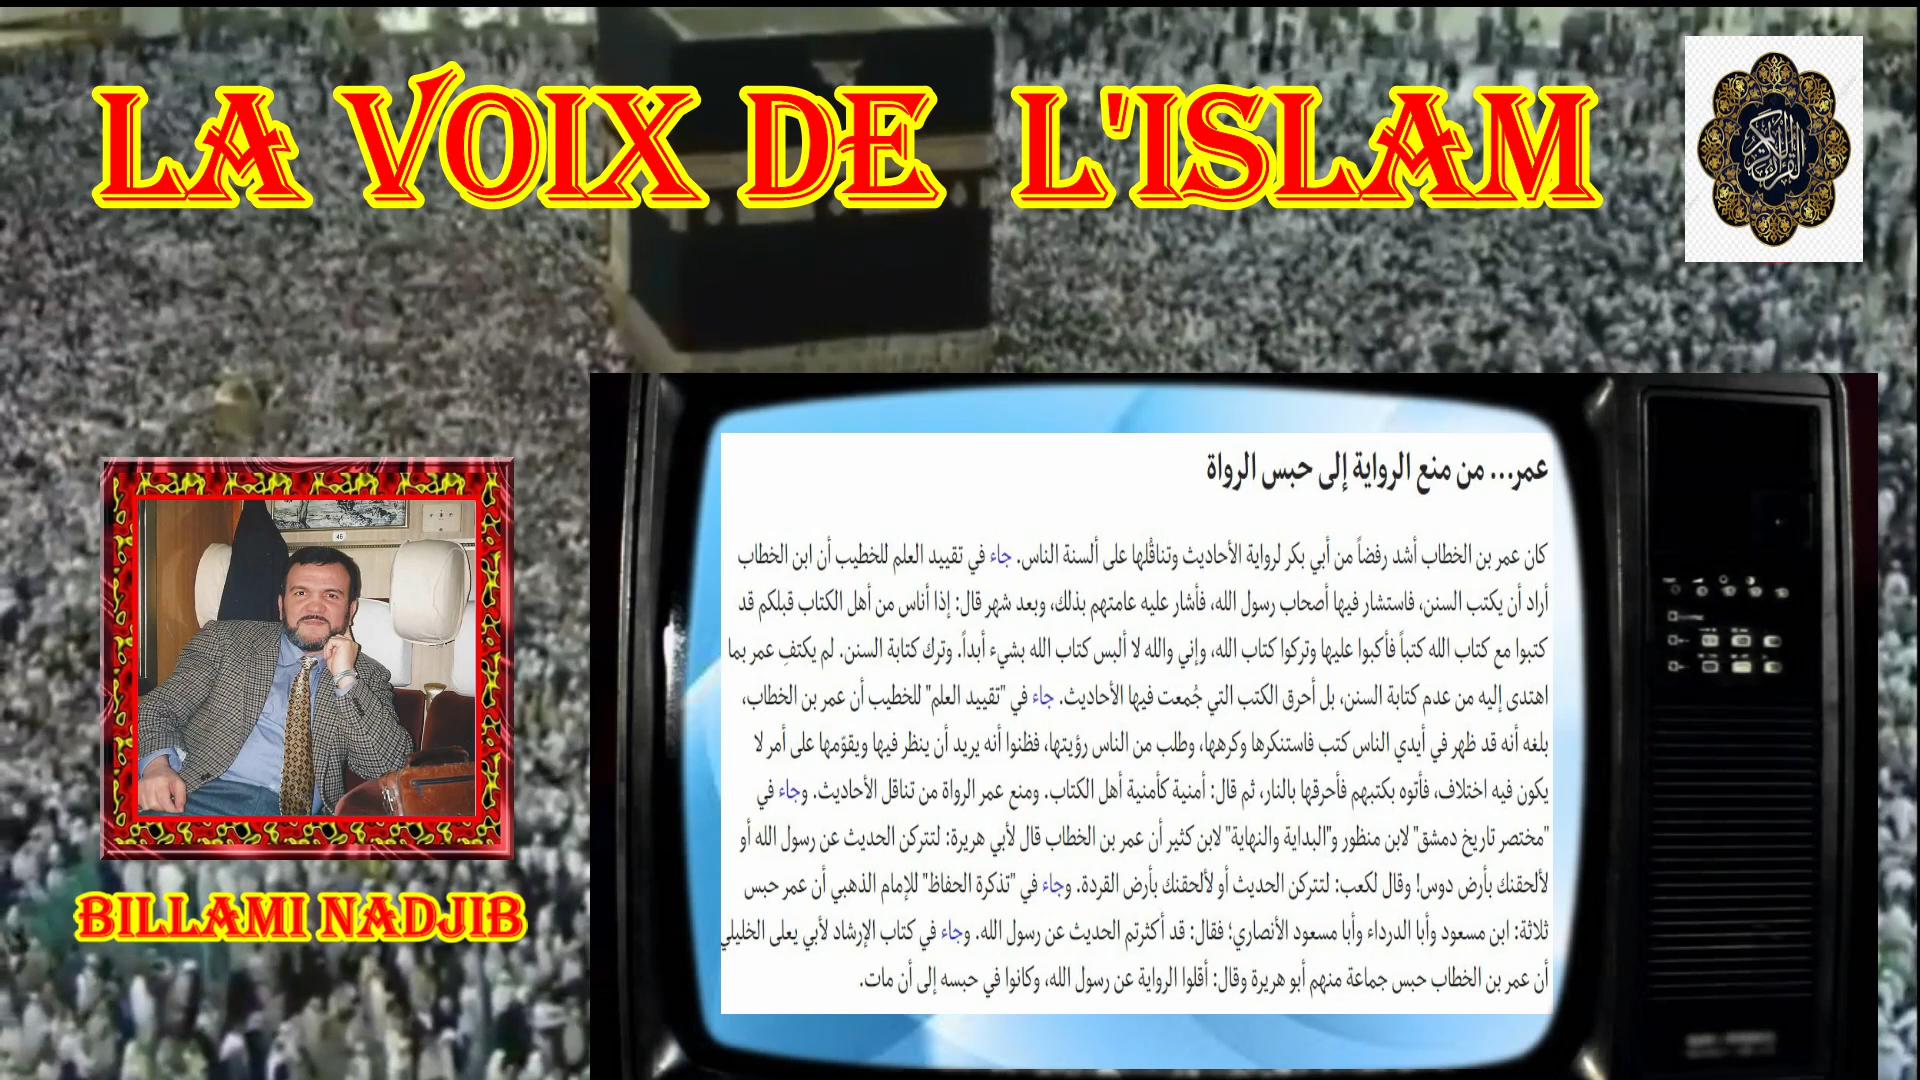 LA VOIX DE L'ISLAM
القرآن الكريم
عمر... من منع الرواية إلى حبس الرواة
كان عمر بن الخطاب أشد رفضاً من أبي بكر لرواية الأحاديث وتناقُلها على ألسنة الناس. جاء في تقييد العلم للخطيب أن ابن الخطاب
أراد أن يكتب السنن، فاستشار فيها أصحاب رسول الله، فأشار عليه عامتهم بذلك، وبعد شهر قال: إذا أناس من أهل الكتاب قبلكم قد
كتبوا مع كتاب الله كتباً فأكبوا عليها وتركوا كتاب الله، وإني والله لا ألبس كتاب الله بشيء أبداً. وترك كتابة السنن. لم يكتفِ عمر بما
اهتدى إليه من عدم كتابة السنن، بل أحرق الكتب التي جُمعت فيها الأحاديث. جاء في "تقييد العلم" للخطيب أن عمر بن الخطاب،
بلغه أنه قد ظهر في أيدي الناس كتب فاستنكرها وكرهها، وطلب من الناس رؤيتها، فظنوا أنه يريد أن ينظر فيها ويقوّمها على أمر لا
يكون فيه اختلاف، فأتوه بكتبهم فأحرقها بالنار، ثم قال: أمنية كأمنية أهل الكتاب. ومنع عمر الرواة من تناقل الأحاديث. وجاء في
"مختصر تاريخ دمشق" لابن منظور و"البداية والنهاية" لابن كثير أن عمر بن الخطاب قال لأبي هريرة: لتتركن الحديث عن رسول الله أو
لألحقنك بأرض دوس! وقال لكعب: لتتركن الحديث أو لألحقنك بأرض القردة. وجاء في "تذكرة الحفاظ" للإمام الذهبي أن عمر حبس
ثلاثة: ابن مسعود وأبا الدرداء وأبا مسعود الأنصاري؛ فقال: قد أكثرتم الحديث عن رسول الله. وجاء في كتاب الإرشاد لأبي يعلى الخليلي
أن عمر بن الخطاب حبس جماعة منهم أبو هريرة وقال: أقلوا الرواية عن رسول الله، وكانوا في حبسه إلى أن مات.
46
BILLAMI NADJIB